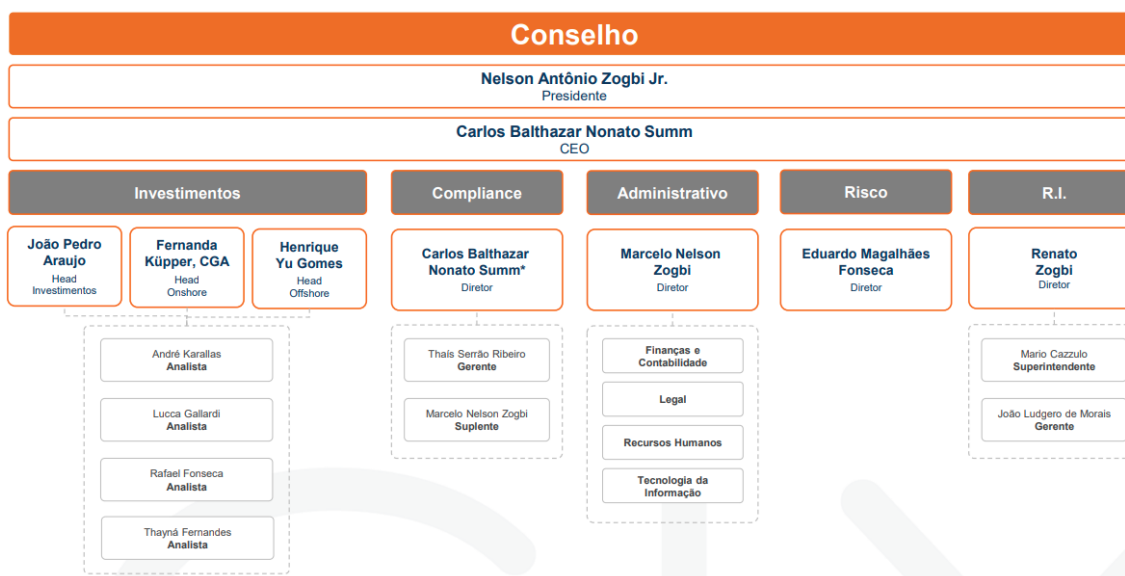 Conselho
Nelson Antônio Zogbi Jr.
Presidente
Carlos Balthazar Nonato Summ
CEO
Investimentos
Compliance
Administrativo
Risco
R.I.
João Pedro
Araujo
Head
Investimentos
Fernanda
Küpper, CGA
Head
Onshore
Henrique
Yu Gomes
Head
Offshore
Carlos Balthazar
Nonato Summ*
Diretor
Marcelo Nelson
Zogbi
Diretor
Eduardo Magalhães
Fonseca
Diretor
Renato
Zogbi
Diretor
André Karallas
Analista
Lucca Gallardi
Analista
Rafael Fonseca
Analista
Thayná Fernandes
Analista
Thaís Serrão Ribeiro
Gerente
Marcelo Nelson Zogbi
Suplente
Finanças e
Contabilidade
Legal
Recursos Humanos
Tecnologia da
Informação
Mario Cazzulo
Superintendente
João Ludgero de Morais
Gerente